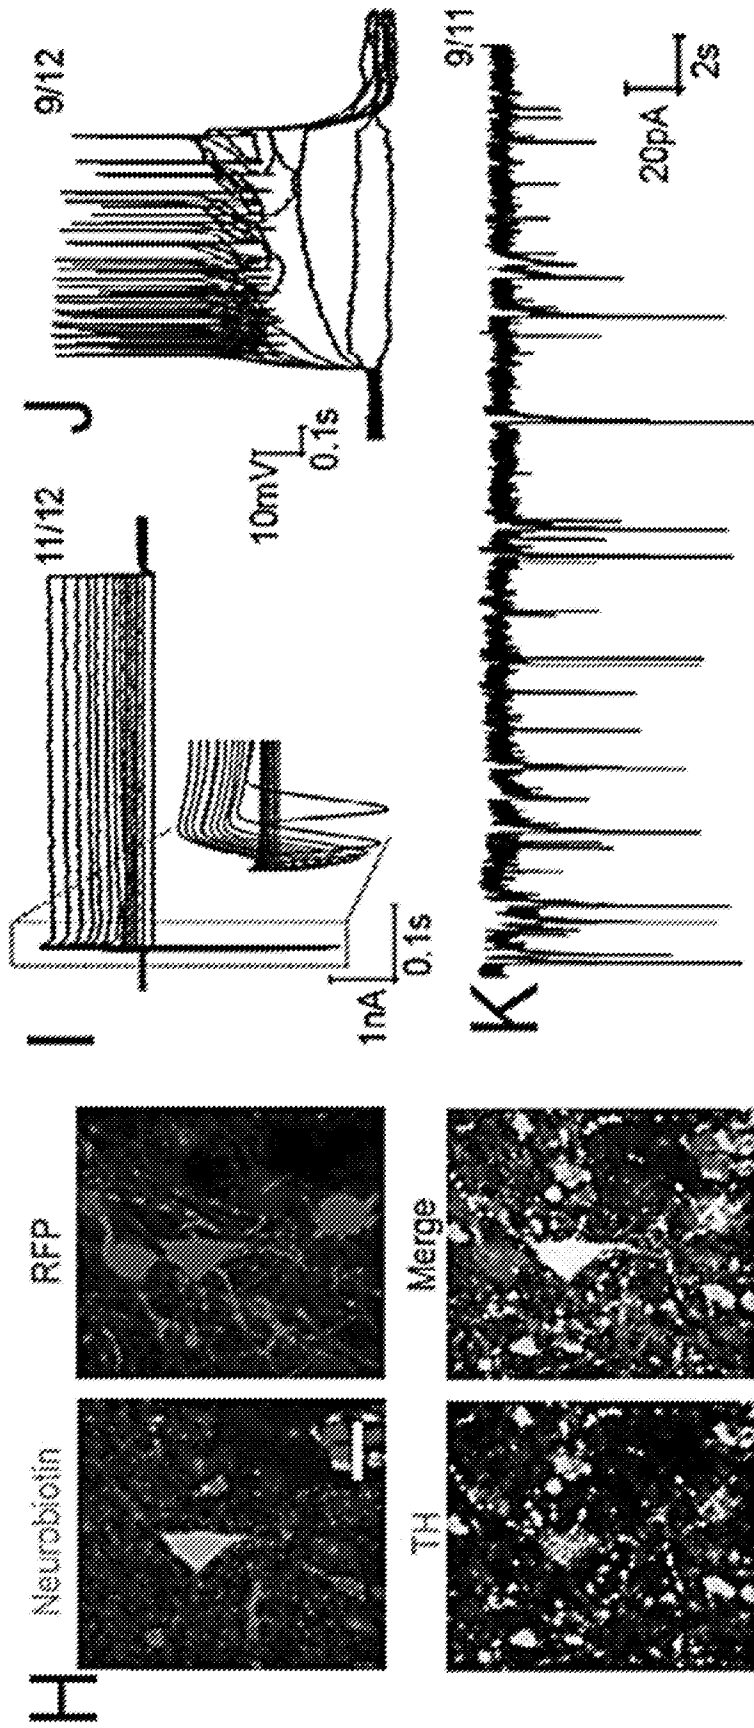 H
Neurobiotin
RFP
TH
Merge
I
11/12
1nA
0.1s
J
9/12
10mV
0.1s
K
9/11
20pA
2s